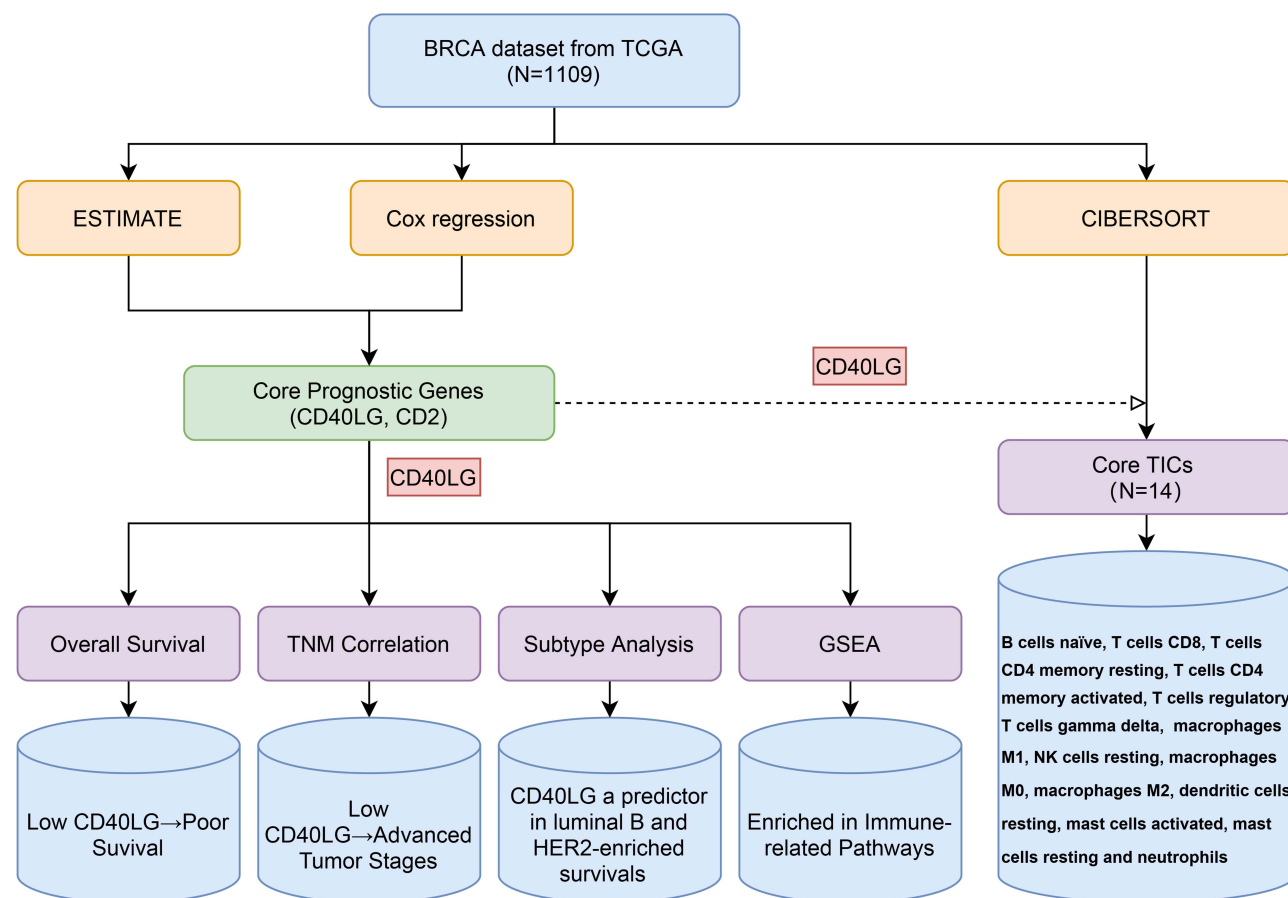 BRCA dataset from TCGA
(N=1109)
ESTIMATE
Cox regression
CIBERSORT
CD40LG
Core Prognostic Genes
(CD40LG, CD2)
CD40LG
Core TICs
(N=14)
Overall Survival
TNM Correlation
Subtype Analysis
GSEA
Low CD40LG→Poor
Suvival
Low
CD40LG→Advanced
Tumor Stages
CD40LG a predictor
in luminal B and
HER2-enriched
survivals
Enriched in Immune-
related Pathways
B cells naïve, T cells CD8, T cells
CD4 memory resting, T cells CD4
memory activated, T cells regulatory
T cells gamma delta, macrophages
M1, NK cells resting, macrophages
M0, macrophages M2, dendritic cells
resting, mast cells activated, mast
cells resting and neutrophils